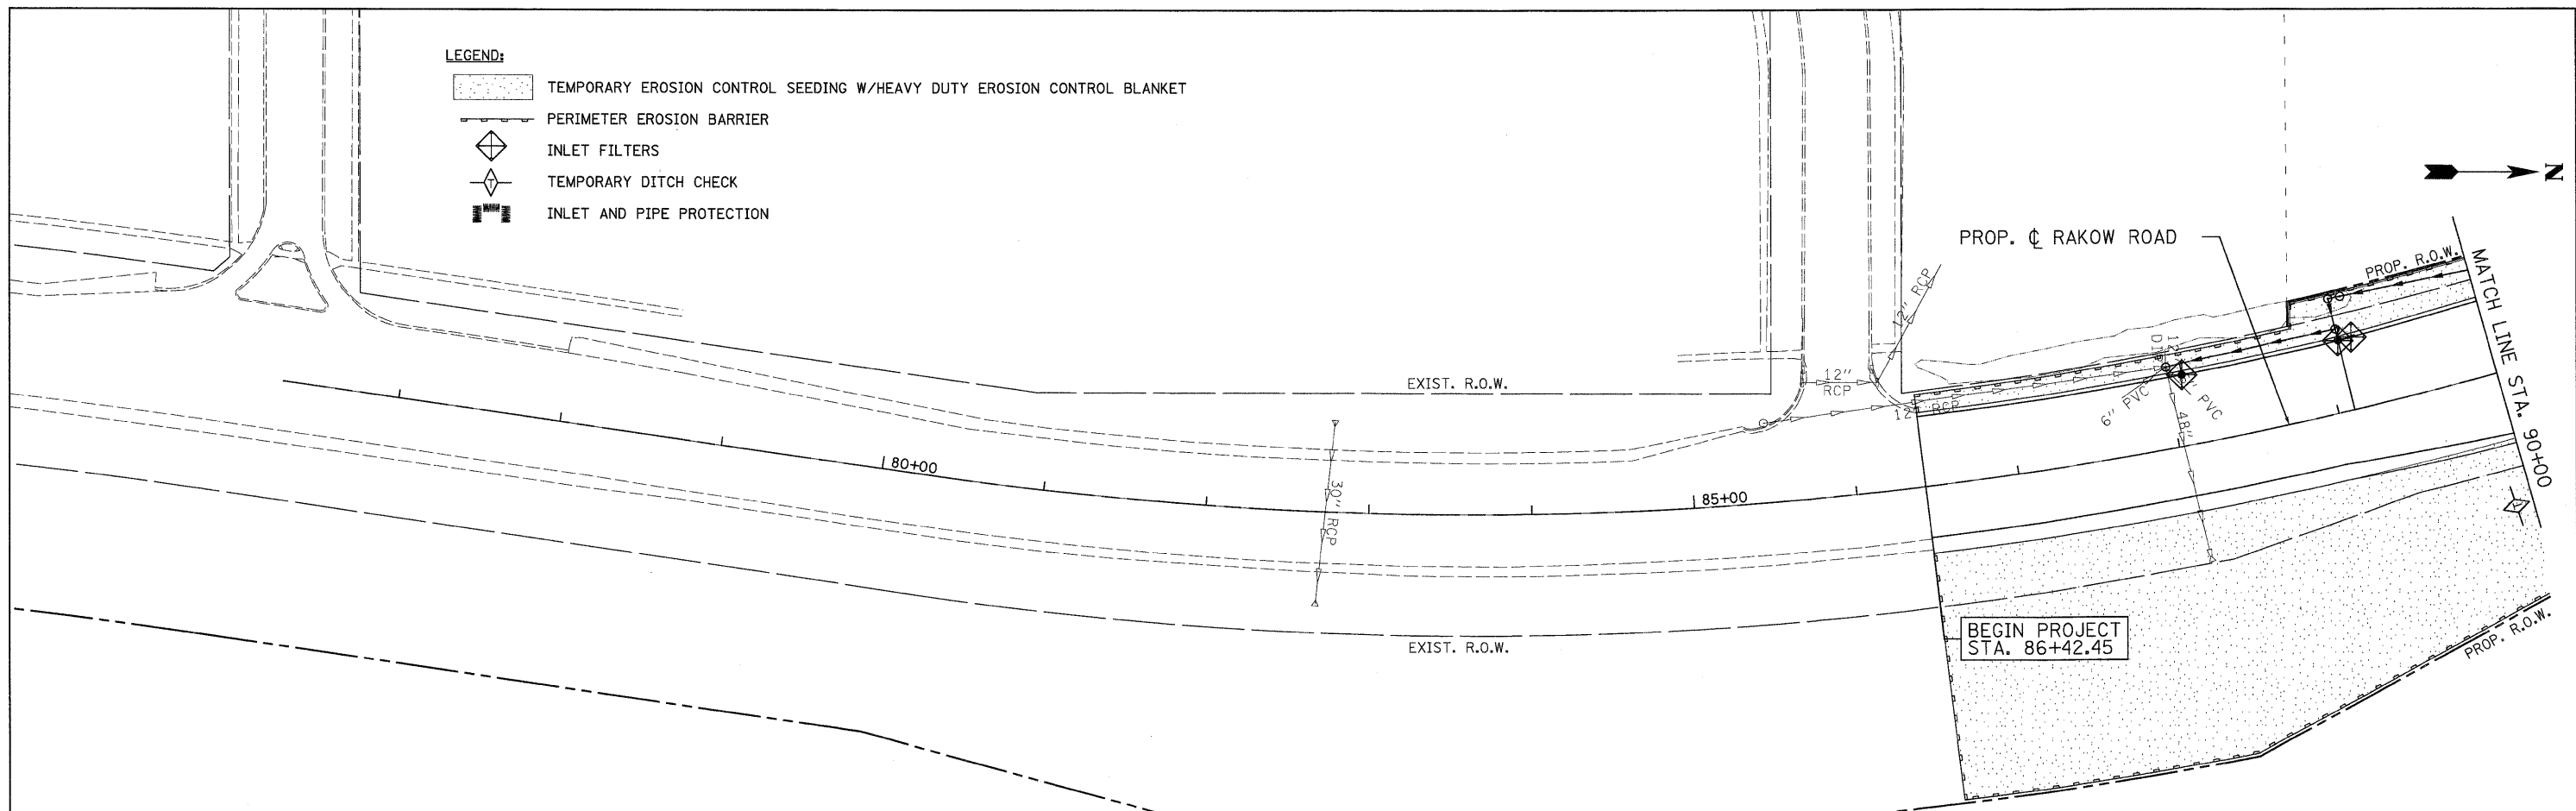 LEGEND:
TEMPORARY EROSION CONTROL SEEDING W/HEAVY DUTY EROSION CONTROL BLANKET
PERIMETER EROSION BARRIER
INLET FILTERS
T
TEMPORARY DITCH CHECK
INLET AND PIPE PROTECTION
N
PROP. ℄ RAKOW ROAD
PROP. R.O.W.
MATCH LINE STA. 90+00
12" RCP
EXIST. R.O.W.
12"
RCP
12" RCP
6" PVC
PVC
48"
80+00
85+00
30" RCP
EXIST. R.O.W.
BEGIN PROJECT
STA. 86+42.45
PROP. R.O.W.